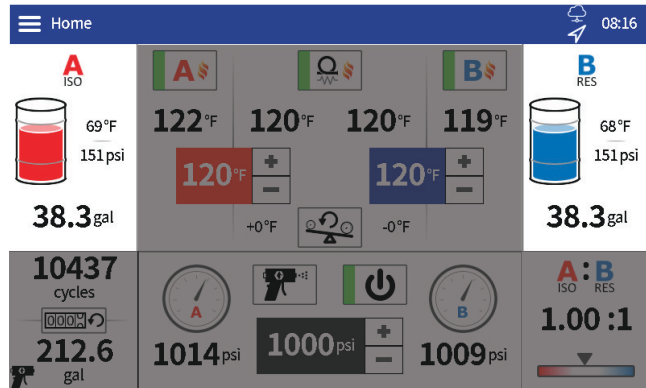 Home
08:16
A
ISO
69°F
151 psi
38.3 gal
A
Ω
B
122°F
120°F
120°F
119°F
120°F
+
−
120°F
+
−
+0°F
-0°F
B
RES
68°F
151 psi
38.3 gal
10437
cycles
000
212.6
gal
A
1014 psi
G
1000 psi
+
−
B
1009 psi
A : B
ISO RES
1.00 :1